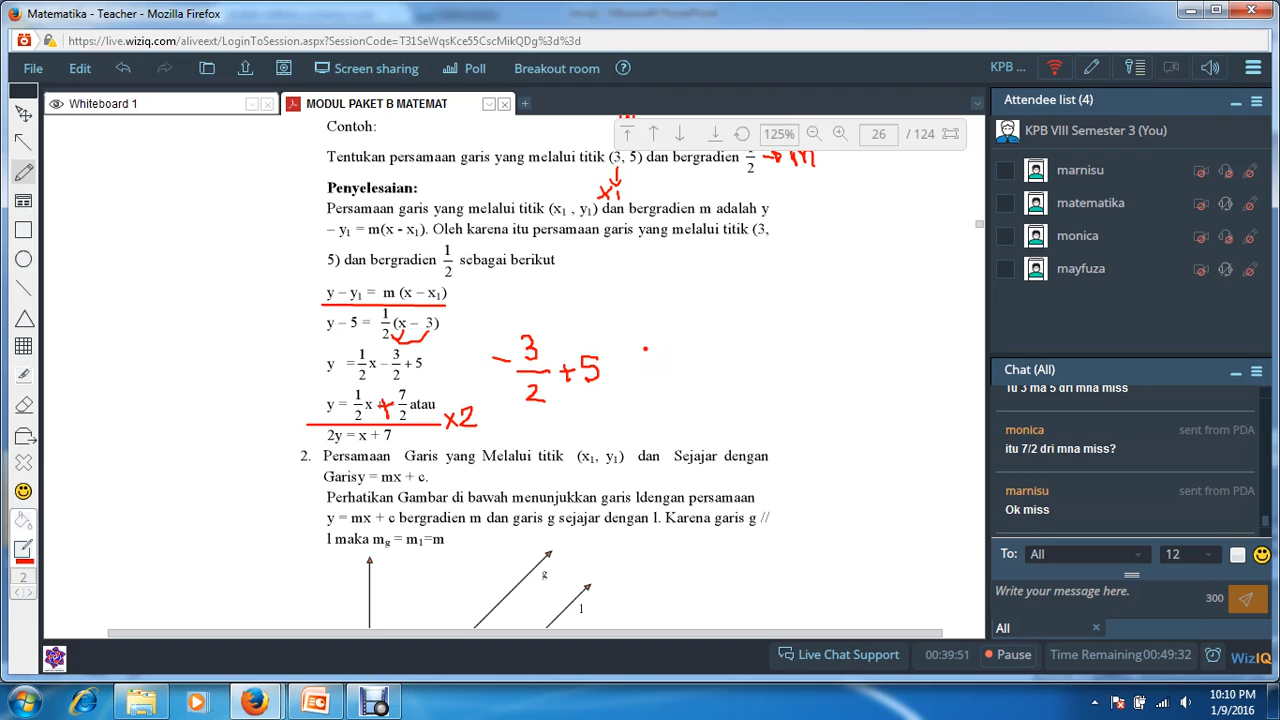 Matematika - Teacher - Mozilla Firefox
https://live.wiziq.com/aliveext/LoginToSession.aspx?SessionCode=T31SeWqsKce55CscMikQDg%3d%3d
File Edit Screen sharing Poll Breakout room ? KPB ...
Whiteboard 1 MODUL PAKET B MATEMAT
125% 26 / 124
Contoh:
Tentukan persamaan garis yang melalui titik (3, 5) dan bergradien 1/2 → m
x1
Penyelesaian:
Persamaan garis yang melalui titik (x₁ , y₁) dan bergradien m adalah y
– y₁ = m(x - x₁). Oleh karena itu persamaan garis yang melalui titik (3,
5) dan bergradien 1/2 sebagai berikut
y – y₁ = m (x – x₁)
y – 5 = 1/2(x – 3)
y = 1/2x – 3/2 + 5
- 3/2 + 5
y = 1/2x + 7/2 atau
x2
2y = x + 7
2. Persamaan Garis yang Melalui titik (x₁, y₁) dan Sejajar dengan
Garisy = mx + c.
Perhatikan Gambar di bawah menunjukkan garis ldengan persamaan
y = mx + c bergradien m dan garis g sejajar dengan l. Karena garis g //
l maka mg = m₁=m
g
l
Attendee list (4)
KPB VIII Semester 3 (You)
marnisu
matematika
monica
mayfuza
Chat (All)
Tu 3 ma 5 dri mna miss
monica sent from PDA
itu 7/2 dri mna miss?
marnisu sent from PDA
Ok miss
To: All 12
Write your message here. 300
All
Live Chat Support 00:39:51 Pause Time Remaining 00:49:32 WizIQ
2
10:10 PM
1/9/2016